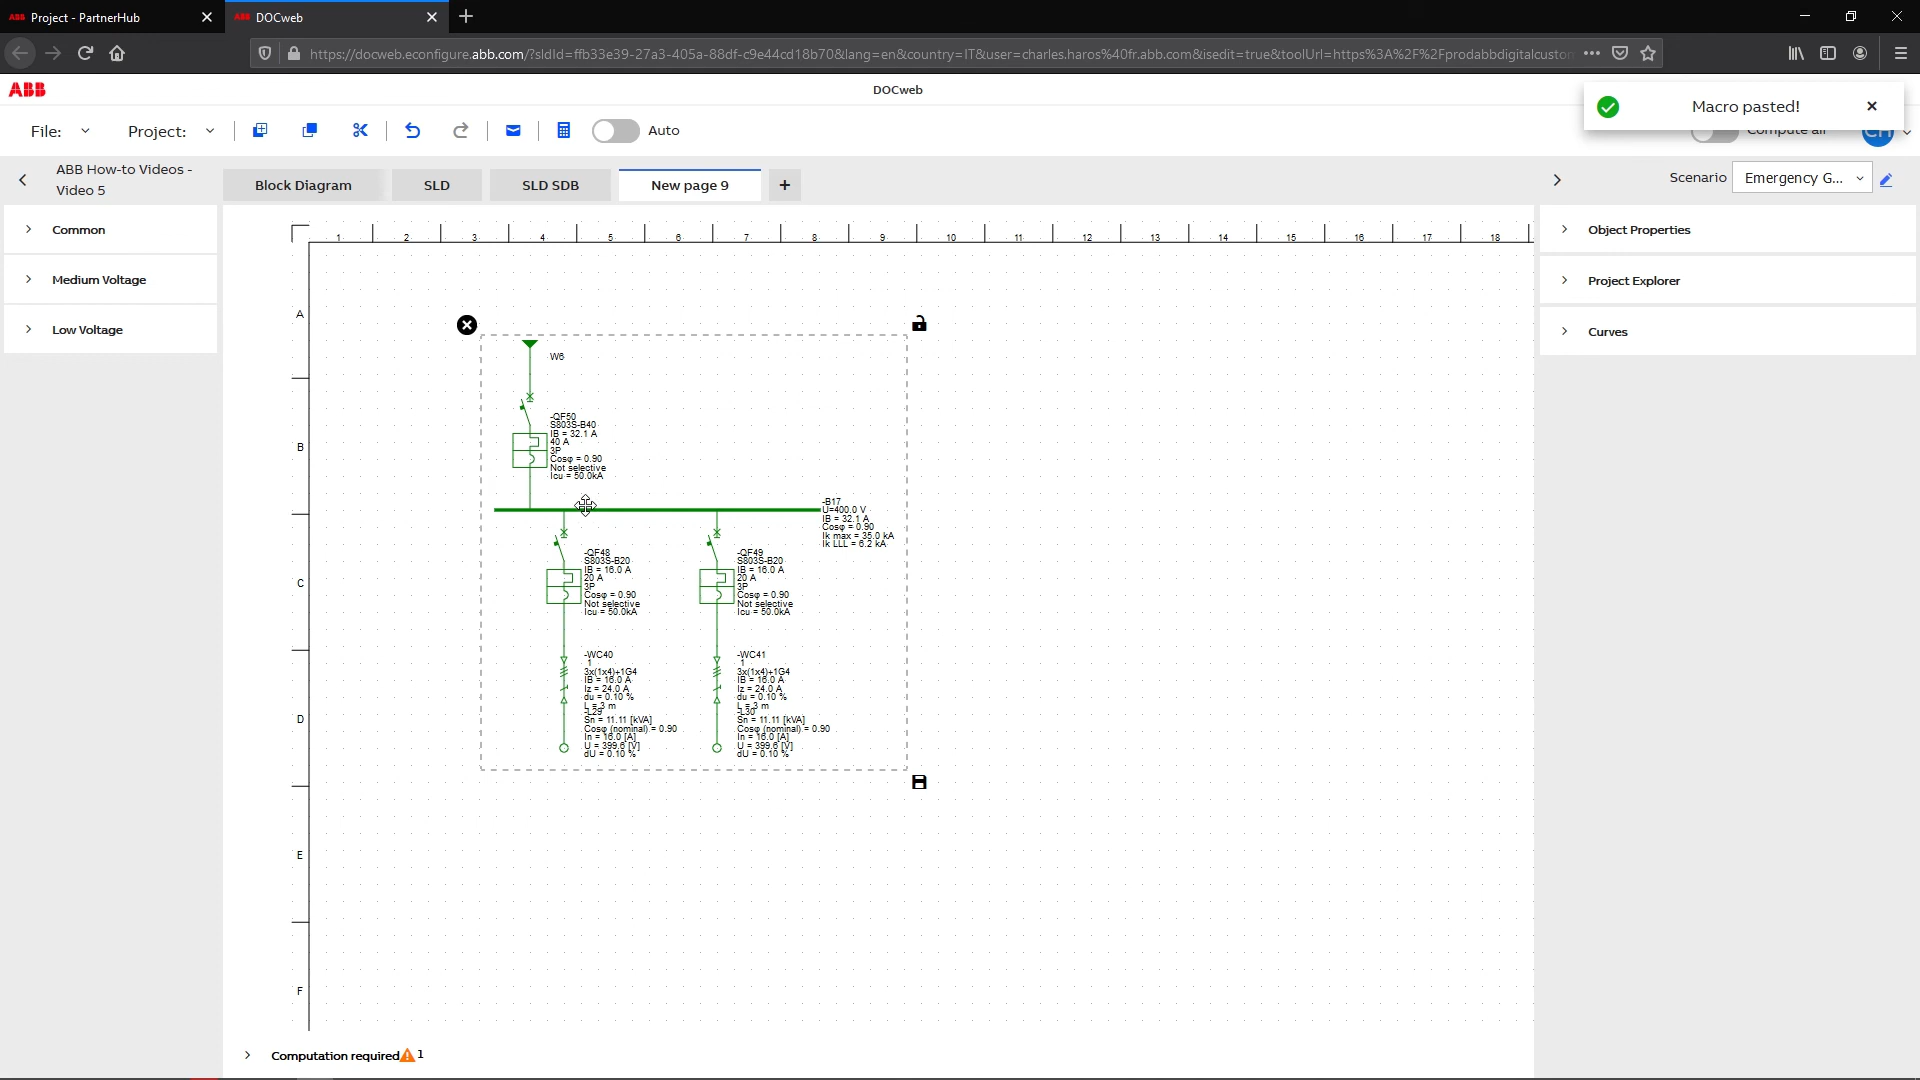 ABB Project - PartnerHub
ABB DOCweb
https://docweb.econfigure.abb.com/?sldId=ffb33e39-27a3-405a-88df-c9e44cd18b70&lang=en&country=IT&user=charles.haros%40fr.abb.com&isedit=true&toolUrl=https%3A%2F%2Fprodabbdigitalcustom
ABB
DOCweb
Macro pasted!
File:
Project:
Auto
Compute all
CH
ABB How-to Videos -
Video 5
Block Diagram
SLD
SLD SDB
New page 9
+
Scenario
Emergency G...
Common
Medium Voltage
Low Voltage
Object Properties
Project Explorer
Curves
1 2 3 4 5 6 7 8 9 10 11 12 13 14 15 16 17 18
A
B
C
D
E
F
W6
-QF50
S803S-B40
IB = 32.1 A
40 A
3P
Cosφ = 0.90
Not selective
Icu = 50.0kA
-B17
U=400.0 V
IB = 32.1 A
Cosφ = 0.90
Ik max = 35.0 kA
Ik LLL = 6.2 kA
-QF48
S803S-B20
IB = 16.0 A
20 A
3P
Cosφ = 0.90
Not selective
Icu = 50.0kA
-QF49
S803S-B20
IB = 16.0 A
20 A
3P
Cosφ = 0.90
Not selective
Icu = 50.0kA
-WC40
1
3x(1x4)+1G4
IB = 16.0 A
Iz = 24.0 A
du = 0.10 %
L = 3 m
-L29
Sn = 11.11 [kVA]
Cosφ (nominal) = 0.90
In = 16.0 [A]
U = 399.6 [V]
dU = 0.10 %
-WC41
1
3x(1x4)+1G4
IB = 16.0 A
Iz = 24.0 A
du = 0.10 %
L = 3 m
-L30
Sn = 11.11 [kVA]
Cosφ (nominal) = 0.90
In = 16.0 [A]
U = 399.6 [V]
dU = 0.10 %
Computation required 1